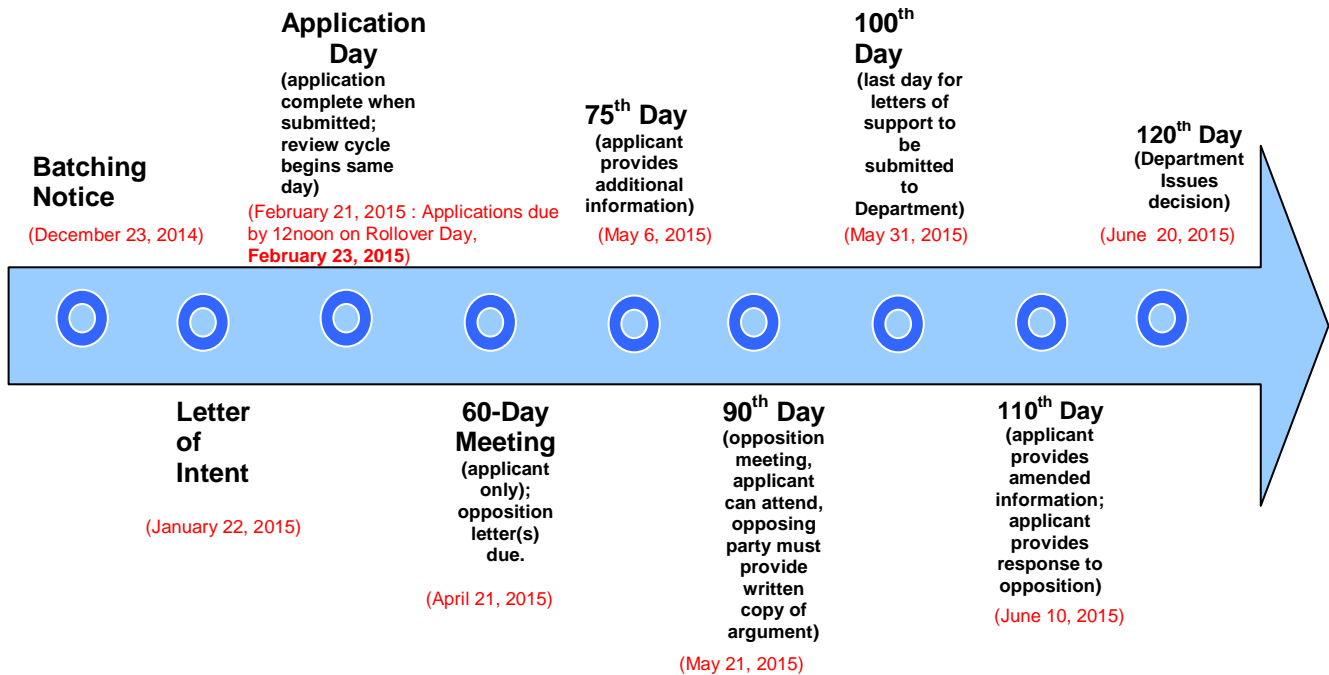 Batching
Notice
(December 23, 2014)
Letter
of
Intent
(January 22, 2015)
Application
Day
(application
complete when
submitted;
review cycle
begins same
day)
(February 21, 2015 : Applications due
by 12noon on Rollover Day,
February 23, 2015)
60-Day
Meeting
(applicant
only);
opposition
letter(s)
due.
(April 21, 2015)
75th Day
(applicant
provides
additional
information)
(May 6, 2015)
90th Day
(opposition
meeting,
applicant
can attend,
opposing
party must
provide
written
copy of
argument)
(May 21, 2015)
100th
Day
(last day for
letters of
support to
be
submitted
to
Department)
(May 31, 2015)
110th Day
(applicant
provides
amended
information;
applicant
provides
response to
opposition)
(June 10, 2015)
120th Day
(Department
Issues
decision)
(June 20, 2015)